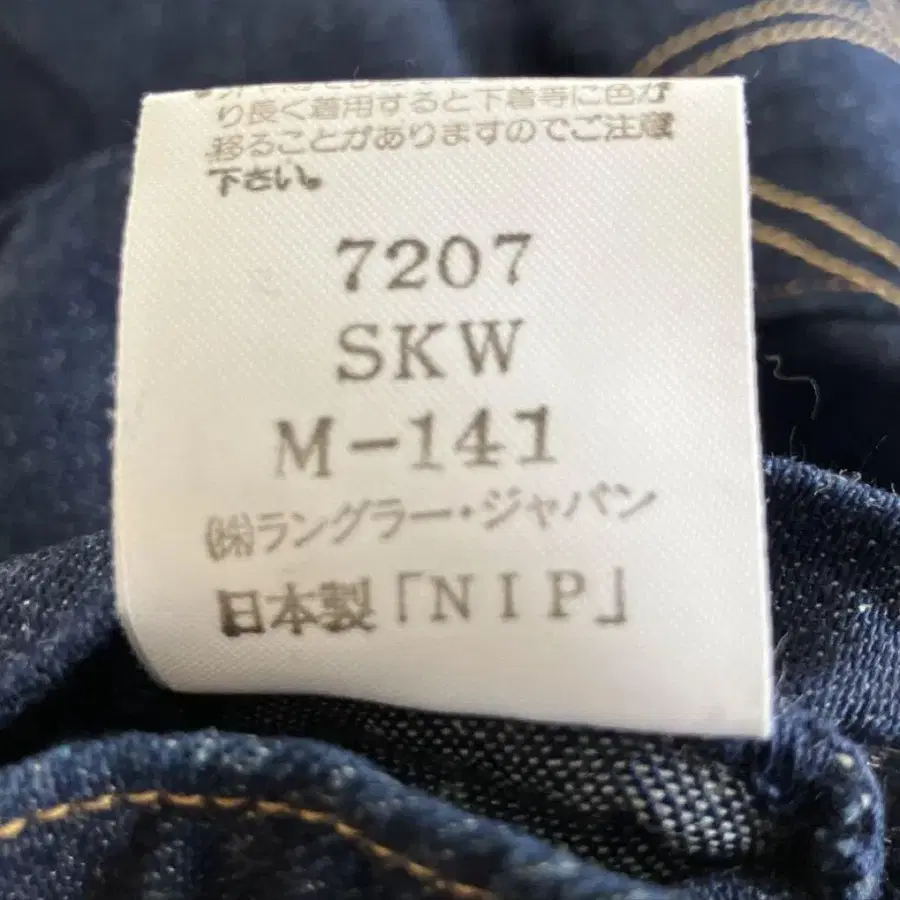 り長く着用すると下着等に色が
移ることがありますのでご注意
下さい。
7207
SKW
M-141
㈱ラングラー・ジャパン
日本製「NIP」